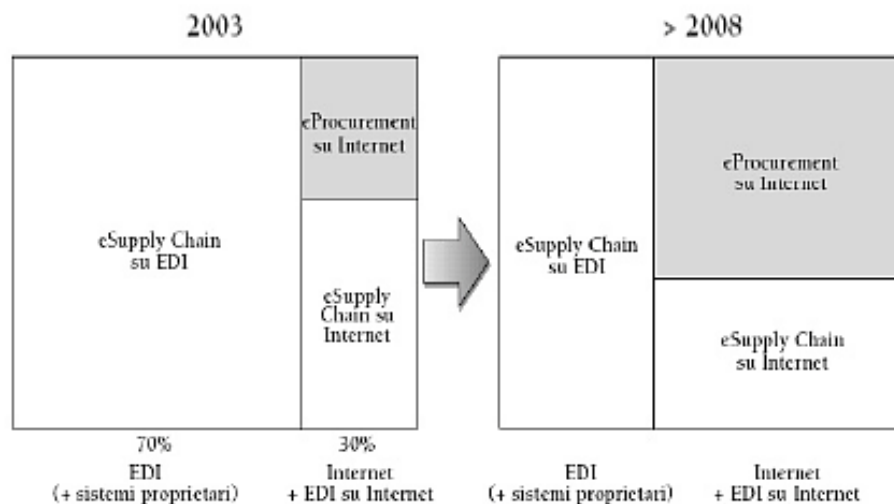 2003
> 2008
eProcurement
su Internet
eSupply Chain
su EDI
eSupply
Chain su
Internet
eProcurement
su Internet
eSupply Chain
su EDI
eSupply Chain
su Internet
70%
30%
EDI
(+ sistemi proprietari)
Internet
+ EDI su Internet
EDI
(+ sistemi proprietari)
Internet
+ EDI su Internet